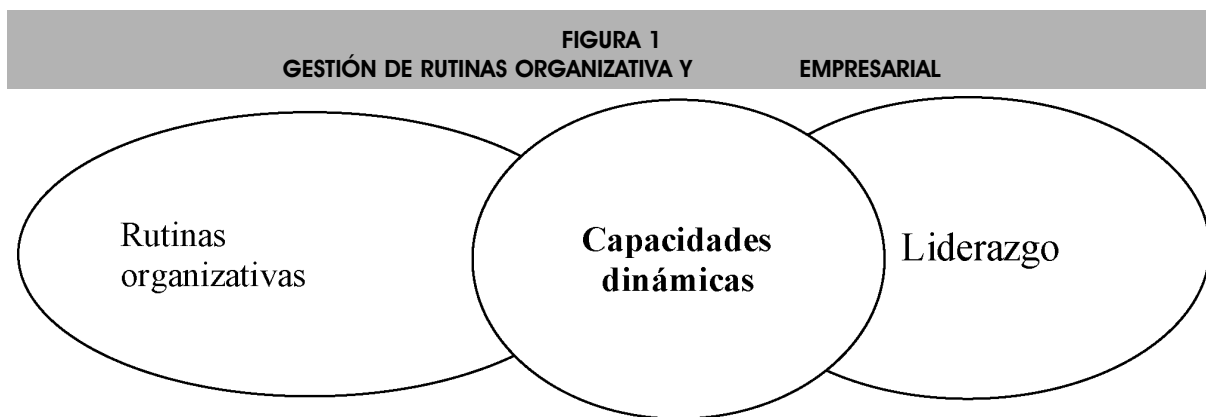 FIGURA 1
GESTIÓN DE RUTINAS ORGANIZATIVA Y EMPRESARIAL
Rutinas
organizativas
Capacidades
dinámicas
Liderazgo